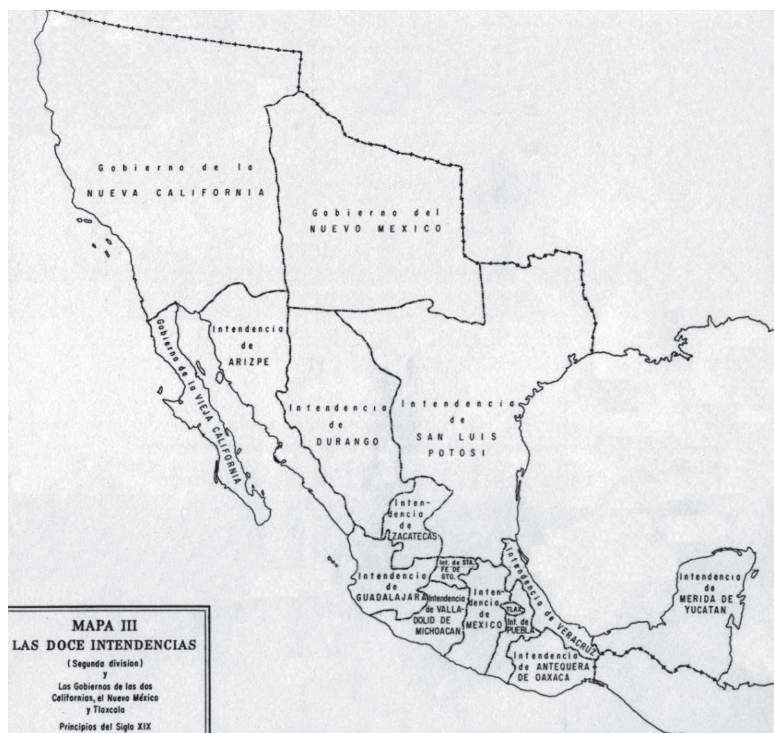 Gobierno de la
NUEVA CALIFORNIA
Gobierno del
NUEVO MEXICO
Gobierno de la VIEJA CALIFORNIA
Intendencia
de
ARIZPE
Intendencia
de
DURANGO
Intendencia
de
SAN LUIS
POTOSI
Inten-
dencia
de
ZACATECAS
Intendencia
de
GUADALAJARA
Int. de STA.
FE DE
GTO.
Intendencia
de VALLA-
DOLID DE
MICHOACAN
Inten-
dencia
de
MEXICO
TLAX.
Int. de
PUEBLA
Intendencia de VERACRUZ
Intendencia
de ANTEQUERA
DE OAXACA
Intendencia
de
MERIDA DE
YUCATAN
MAPA III
LAS DOCE INTENDENCIAS
(Segunda division)
y
Los Gobiernos de las dos
Californias, el Nuevo México
y Tlaxcala
Principios del Siglo XIX